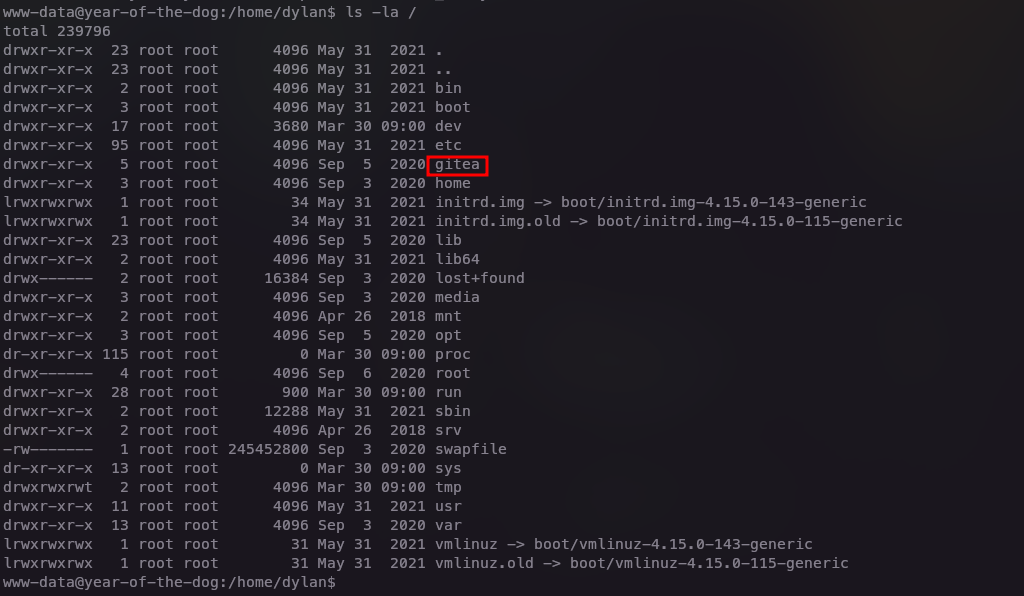 www-data@year-of-the-dog:/home/dylan$ ls -la /
total 239796
drwxr-xr-x  23 root root      4096 May 31  2021 .
drwxr-xr-x  23 root root      4096 May 31  2021 ..
drwxr-xr-x   2 root root      4096 May 31  2021 bin
drwxr-xr-x   3 root root      4096 May 31  2021 boot
drwxr-xr-x  17 root root      3680 Mar 30 09:00 dev
drwxr-xr-x  95 root root      4096 May 31  2021 etc
drwxr-xr-x   5 root root      4096 Sep  5  2020 gitea
drwxr-xr-x   3 root root      4096 Sep  3  2020 home
lrwxrwxrwx   1 root root        34 May 31  2021 initrd.img -> boot/initrd.img-4.15.0-143-generic
lrwxrwxrwx   1 root root        34 May 31  2021 initrd.img.old -> boot/initrd.img-4.15.0-115-generic
drwxr-xr-x  23 root root      4096 Sep  5  2020 lib
drwxr-xr-x   2 root root      4096 May 31  2021 lib64
drwx------   2 root root     16384 Sep  3  2020 lost+found
drwxr-xr-x   3 root root      4096 Sep  3  2020 media
drwxr-xr-x   2 root root      4096 Apr 26  2018 mnt
drwxr-xr-x   3 root root      4096 Sep  5  2020 opt
dr-xr-xr-x 115 root root         0 Mar 30 09:00 proc
drwx------   4 root root      4096 Sep  6  2020 root
drwxr-xr-x  28 root root       900 Mar 30 09:00 run
drwxr-xr-x   2 root root     12288 May 31  2021 sbin
drwxr-xr-x   2 root root      4096 Apr 26  2018 srv
-rw-------   1 root root 245452800 Sep  3  2020 swapfile
dr-xr-xr-x  13 root root         0 Mar 30 09:00 sys
drwxrwxrwt   2 root root      4096 Mar 30 09:00 tmp
drwxr-xr-x  11 root root      4096 May 31  2021 usr
drwxr-xr-x  13 root root      4096 Sep  3  2020 var
lrwxrwxrwx   1 root root        31 May 31  2021 vmlinuz -> boot/vmlinuz-4.15.0-143-generic
lrwxrwxrwx   1 root root        31 May 31  2021 vmlinuz.old -> boot/vmlinuz-4.15.0-115-generic
www-data@year-of-the-dog:/home/dylan$